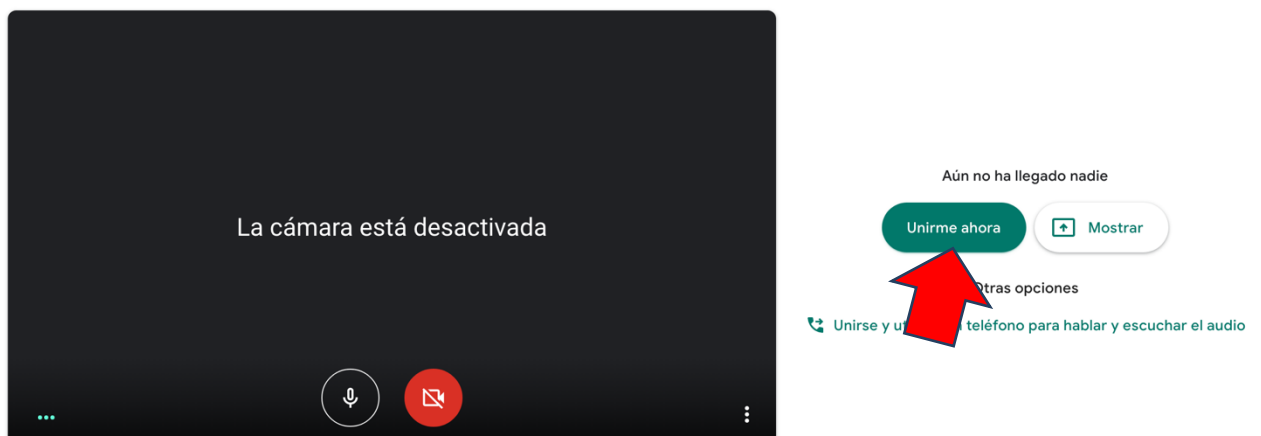 La cámara está desactivada
Aún no ha llegado nadie
Unirme ahora
Mostrar
Otras opciones
Unirse y teléfono para hablar y escuchar el audio